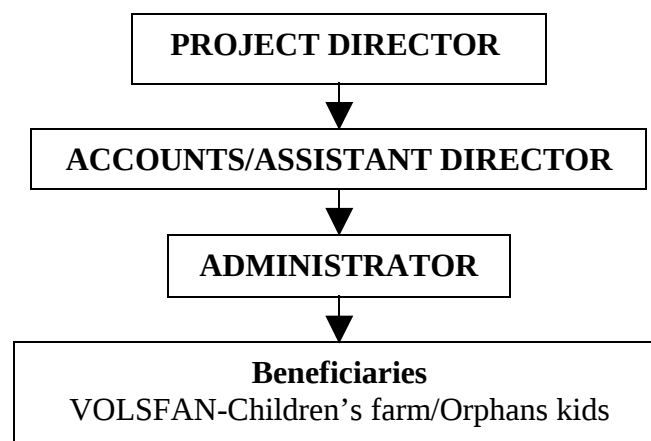 PROJECT DIRECTOR
ACCOUNTS/ASSISTANT DIRECTOR
ADMINISTRATOR
Beneficiaries
VOLSFAN-Children’s farm/Orphans kids